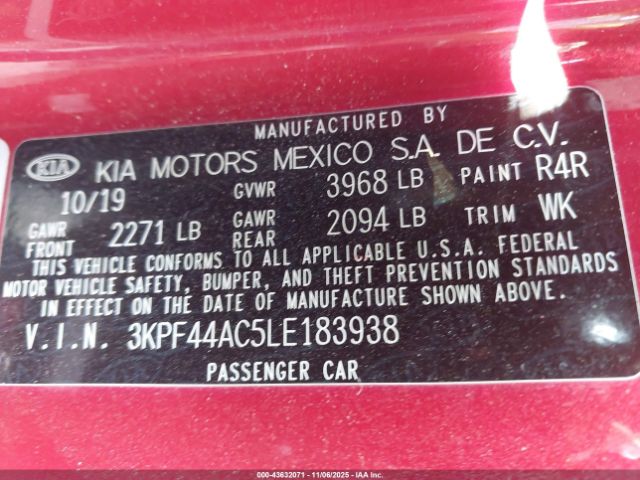 MANUFACTURED BY
KIA KIA MOTORS MEXICO S.A. DE C.V.
10/19 GVWR 3968 LB PAINT R4R
GAWR FRONT 2271 LB GAWR REAR 2094 LB TRIM WK
THIS VEHICLE CONFORMS TO ALL APPLICABLE U.S.A. FEDERAL
MOTOR VEHICLE SAFETY, BUMPER, AND THEFT PREVENTION STANDARDS
IN EFFECT ON THE DATE OF MANUFACTURE SHOWN ABOVE.
V.I.N. 3KPF44AC5LE183938
PASSENGER CAR
000-43632071 - 11/06/2025 - IAAI.COM